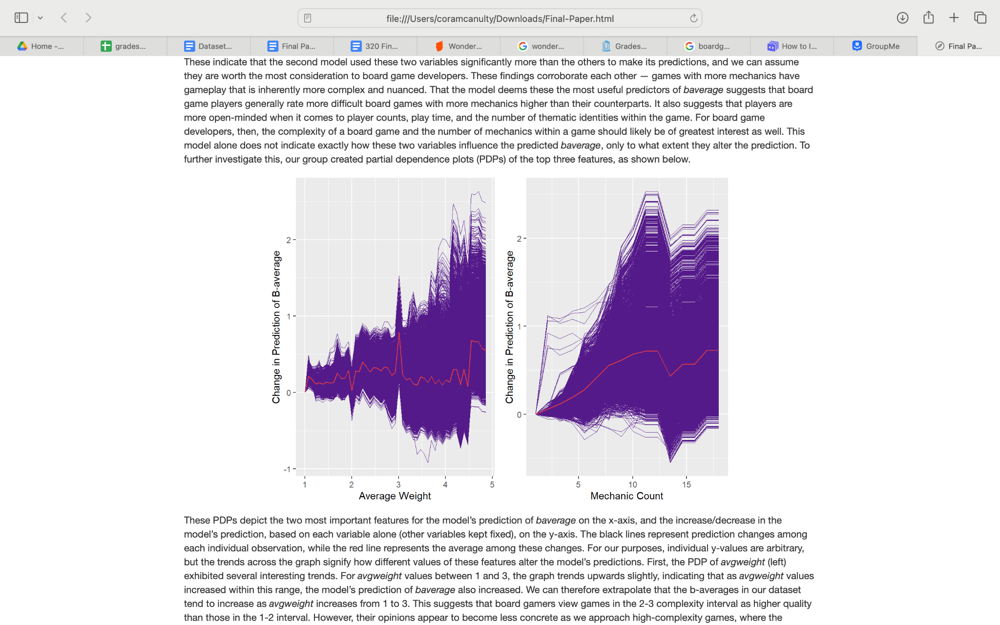 file:///Users/coramcanulty/Downloads/Final-Paper.html
Home -...
grades...
Dataset...
Final Pa...
320 Fin...
Wonder...
wonder...
Grades...
boardg...
How to I...
GroupMe
Final Pa...
These indicate that the second model used these two variables significantly more than the others to make its predictions, and we can assume
they are worth the most consideration to board game developers. These findings corroborate each other — games with more mechanics have
gameplay that is inherently more complex and nuanced. That the model deems these the most useful predictors of baverage suggests that board
game players generally rate more difficult board games with more mechanics higher than their counterparts. It also suggests that players are
more open-minded when it comes to player counts, play time, and the number of thematic identities within the game. For board game
developers, then, the complexity of a board game and the number of mechanics within a game should likely be of greatest interest as well. This
model alone does not indicate exactly how these two variables influence the predicted baverage, only to what extent they alter the prediction. To
further investigate this, our group created partial dependence plots (PDPs) of the top three features, as shown below.
Change in Prediction of B-average
2
1
0
-1
1 2 3 4 5
Average Weight
Change in Prediction of B-average
2
1
0
5 10 15
Mechanic Count
These PDPs depict the two most important features for the model's prediction of baverage on the x-axis, and the increase/decrease in the
model's prediction, based on each variable alone (other variables kept fixed), on the y-axis. The black lines represent prediction changes among
each individual observation, while the red line represents the average among these changes. For our purposes, individual y-values are arbitrary,
but the trends across the graph signify how different values of these features alter the model's predictions. First, the PDP of avgweight (left)
exhibited several interesting trends. For avgweight values between 1 and 3, the graph trends upwards slightly, indicating that as avgweight values
increased within this range, the model's prediction of baverage also increased. We can therefore extrapolate that the b-averages in our dataset
tend to increase as avgweight increases from 1 to 3. This suggests that board gamers view games in the 2-3 complexity interval as higher quality
than those in the 1-2 interval. However, their opinions appear to become less concrete as we approach high-complexity games, where the